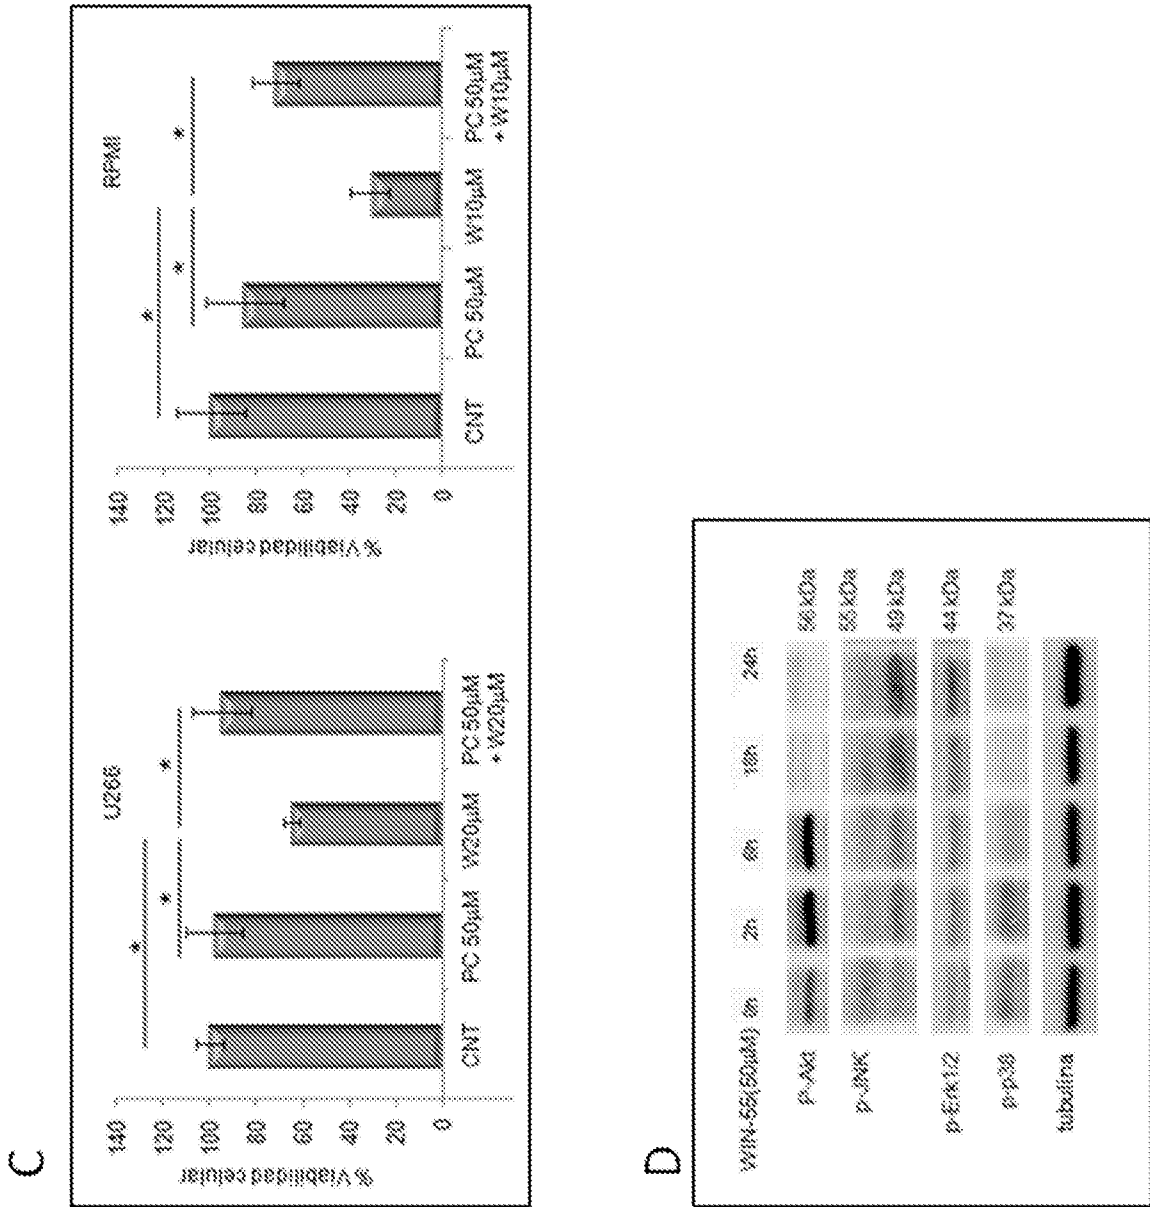 C
U266
% Viabilidad celular
140
120
100
80
60
40
20
0
CNT
PC 50µM
W20µM
PC 50µM
+ W20µM
*
*
*
RPMI
% Viabilidad celular
140
120
100
80
60
40
20
0
CNT
PC 50µM
W10µM
PC 50µM
+ W10µM
*
*
*
D
WIN-55(50µM) 0h 2h 6h 18h 24h
P-Akt 56 kDa
p-JNK 55 kDa
49 kDa
p-Erk1/2 44 kDa
p-p38 37 kDa
tubulina